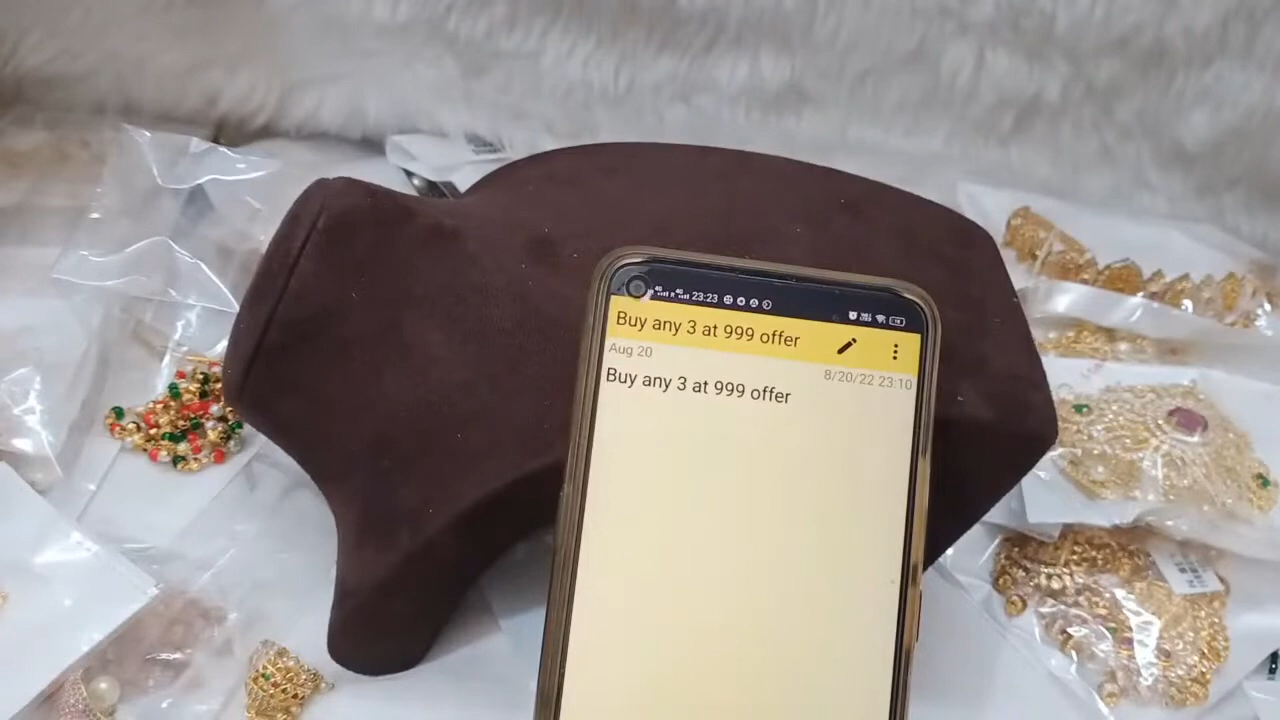 23:23
Buy any 3 at 999 offer
Aug 20
8/20/22 23:10
Buy any 3 at 999 offer